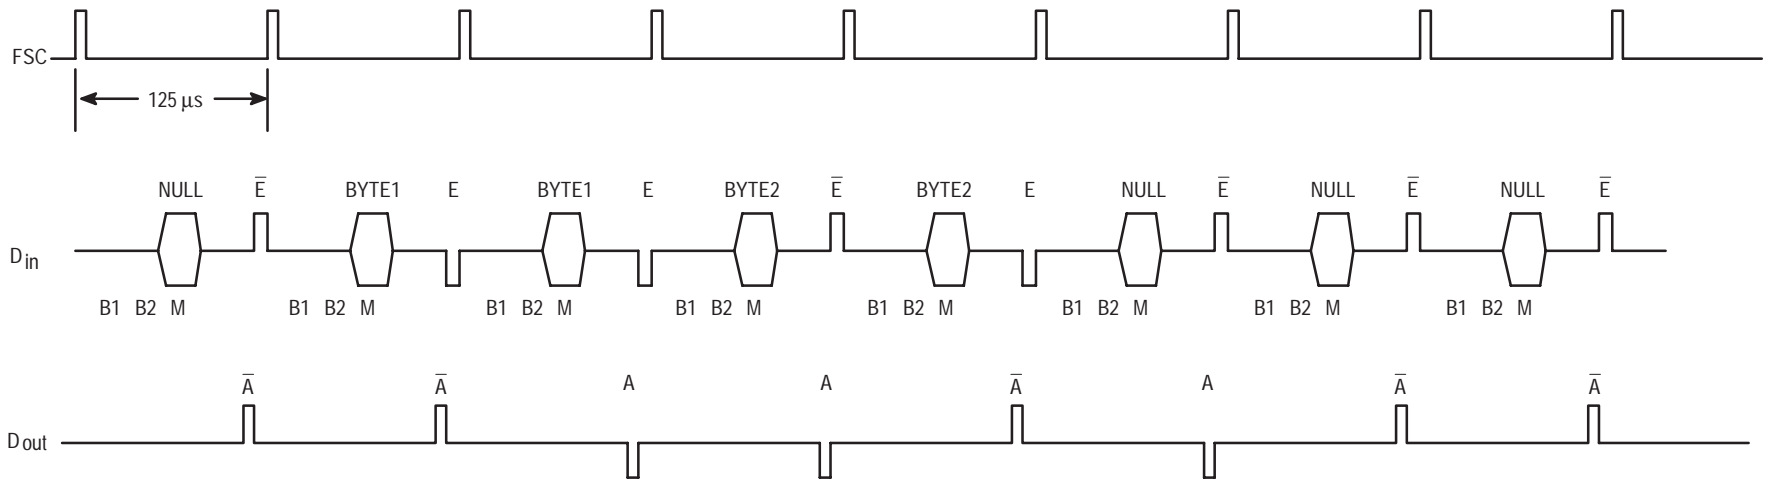 FSC
125 μs
NULL E̅ BYTE1 E BYTE1 E BYTE2 E̅ BYTE2 E NULL E̅ NULL E̅ NULL E̅
Din
B1 B2 M B1 B2 M B1 B2 M B1 B2 M B1 B2 M B1 B2 M B1 B2 M B1 B2 M
A̅ A̅ A A A̅ A A̅ A̅
Dout